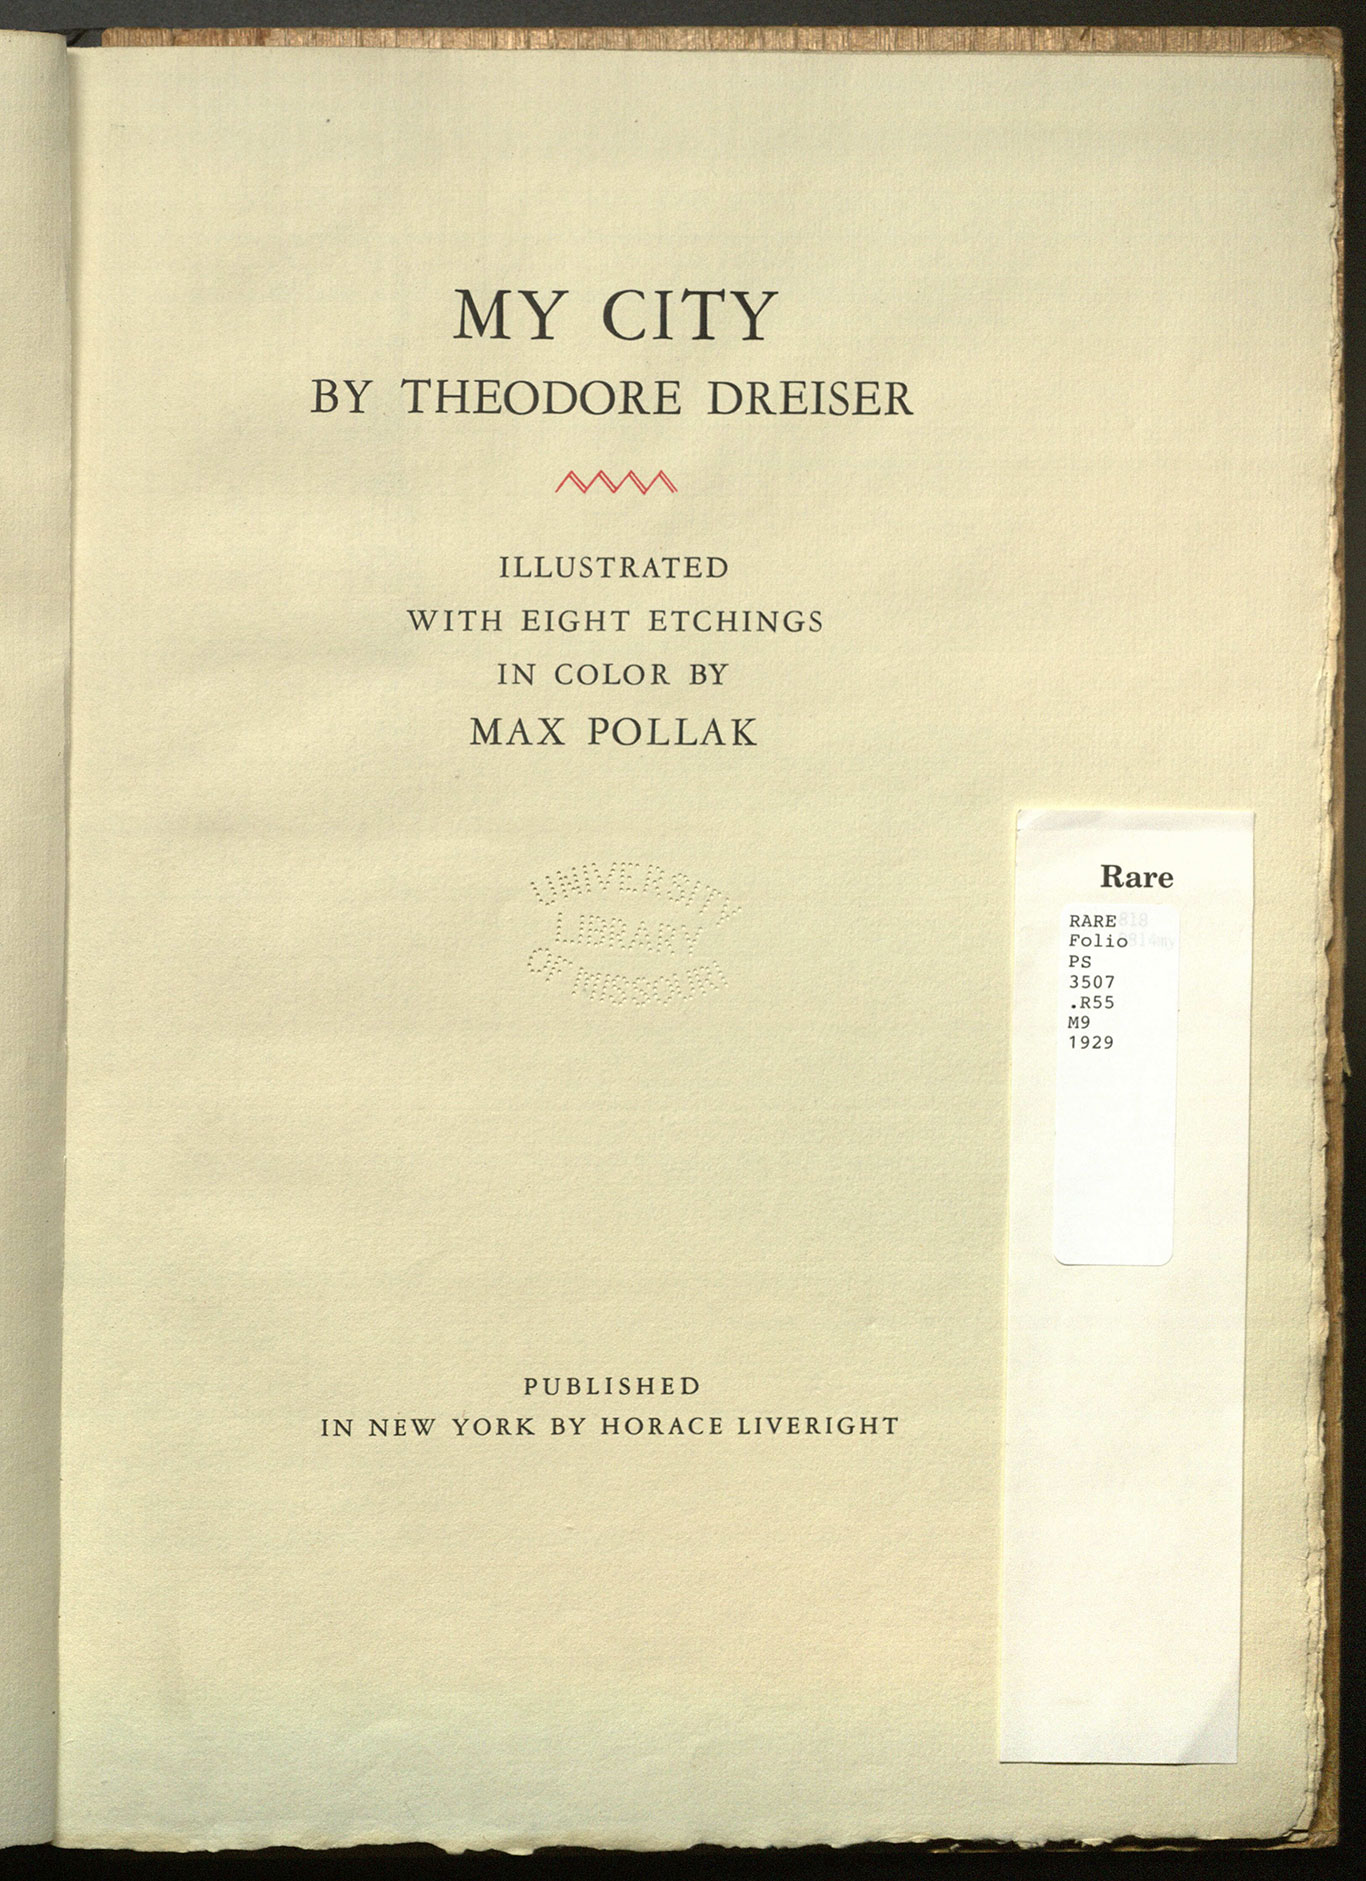 MY CITY
BY THEODORE DREISER
ILLUSTRATED
WITH EIGHT ETCHINGS
IN COLOR BY
MAX POLLAK
UNIVERSITY
LIBRARY
OF MISSOURI
PUBLISHED
IN NEW YORK BY HORACE LIVERIGHT
Rare
RARE
Folio
PS
3507
.R55
M9
1929